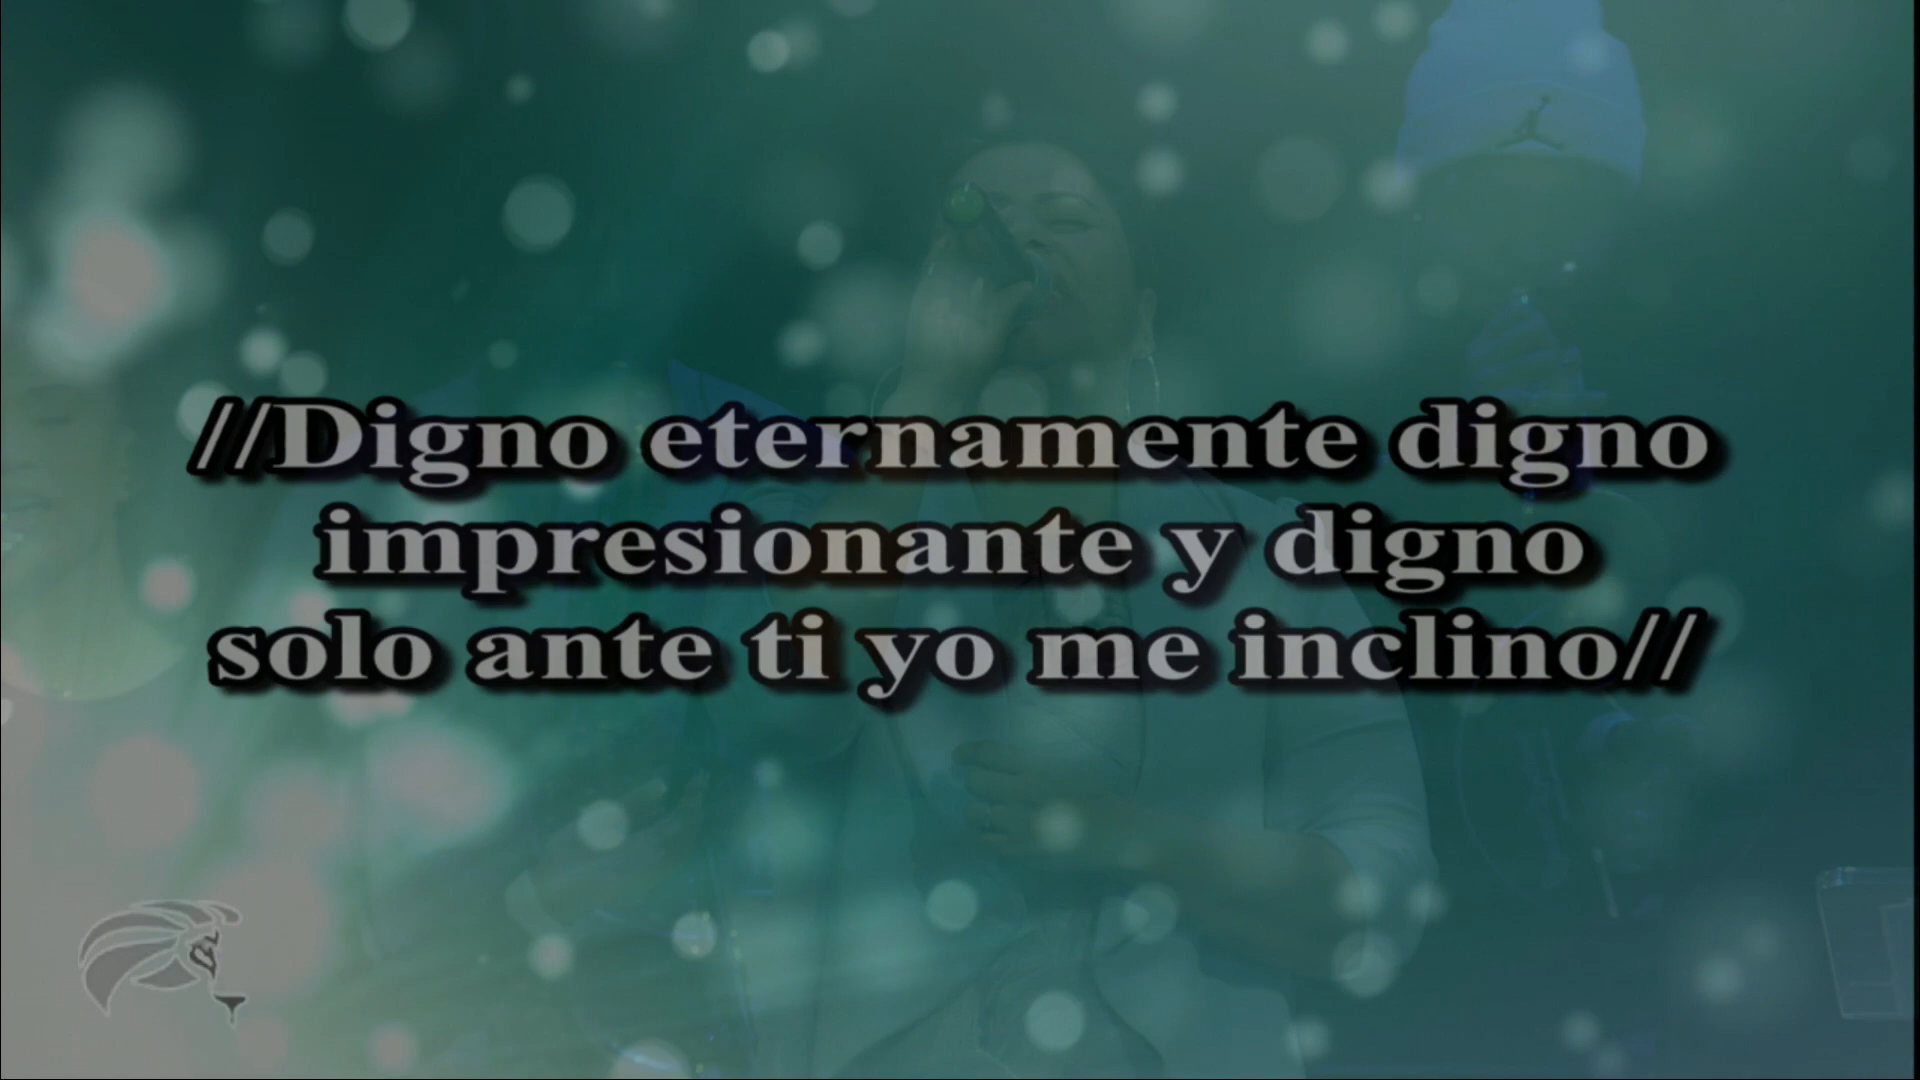 //Digno eternamente digno
impresionante y digno
solo ante ti yo me inclino//